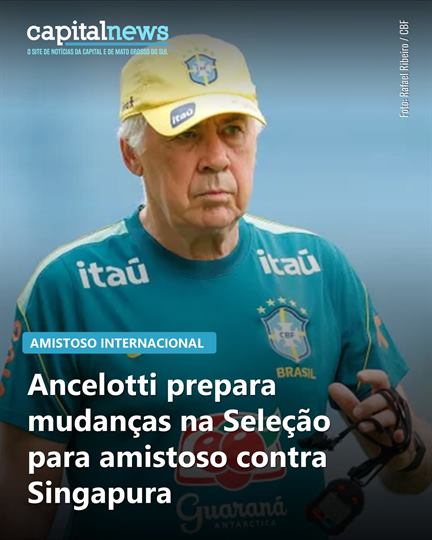 capitalnews
O SITE DE NOTÍCIAS DA CAPITAL E DE MATO GROSSO DO SUL
Foto: Rafael Ribeiro / CBF
itaú
itaú
itaú
CBF
BRASIL
AMISTOSO INTERNACIONAL
Ancelotti prepara
mudanças na Seleção
para amistoso contra
Singapura
Guaraná
ANTARCTICA